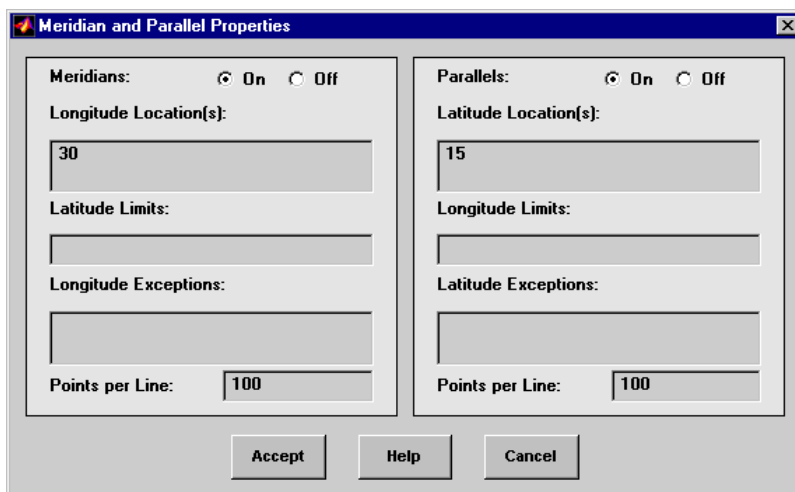 Meridian and Parallel Properties
Meridians: On Off
Longitude Location(s):
30
Latitude Limits:
Longitude Exceptions:
Points per Line: 100
Parallels: On Off
Latitude Location(s):
15
Longitude Limits:
Latitude Exceptions:
Points per Line: 100
Accept Help Cancel